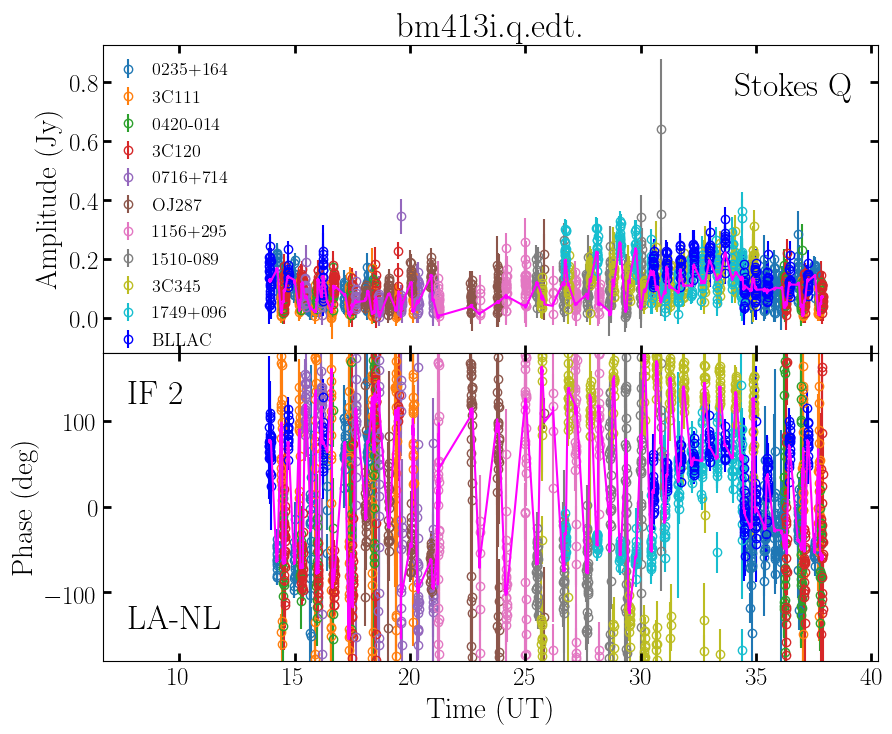 bm413i.q.edt.
Stokes Q
0235+164
3C111
0420-014
3C120
0716+714
OJ287
1156+295
1510-089
3C345
1749+096
BLLAC
Amplitude (Jy)
0.8
0.6
0.4
0.2
0.0
IF 2
LA-NL
Phase (deg)
100
0
−100
10
15
20
25
30
35
40
Time (UT)